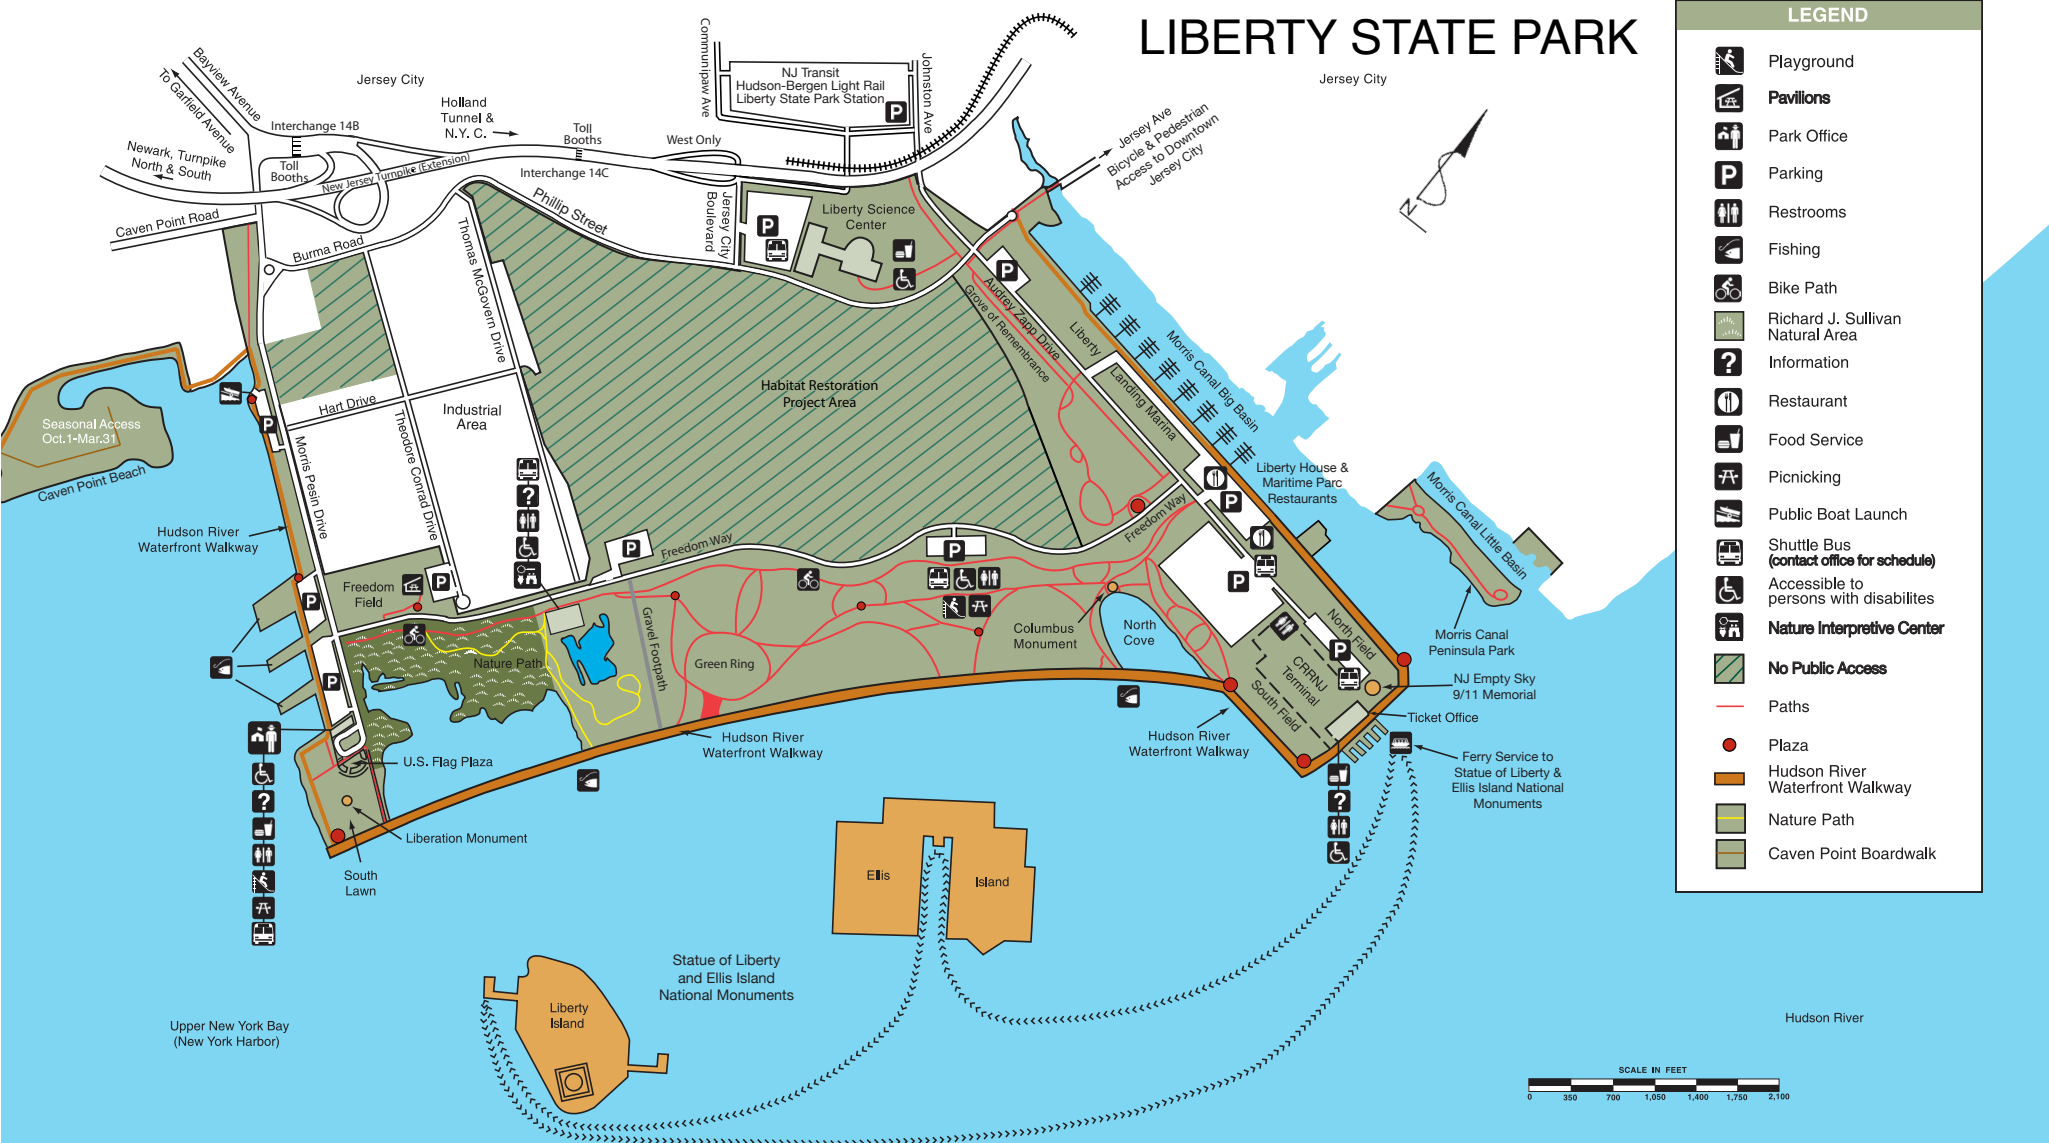 LIBERTY STATE PARK
Jersey City
Jersey City
Bayview Avenue
To Garfield Avenue
Interchange 14B
Toll
Booths
Newark, Turnpike
North & South
Caven Point Road
New Jersey Turnpike (Extension)
Holland
Tunnel &
N.Y. C.
Toll
Booths
Interchange 14C
West Only
Communipaw Ave
NJ Transit
Hudson-Bergen Light Rail
Liberty State Park Station
P
Johnston Ave
Jersey Ave
Bicycle & Pedestrian
Access to Downtown
Jersey City
N
Burma Road
Phillip Street
Thomas McGovern Drive
Jersey City
Boulevard
P
Liberty Science
Center
P
Audrey Zapp Drive
Grove of Remembrance
Liberty
Landing Marina
Morris Canal Big Basin
Habitat Restoration
Project Area
Hart Drive
Theodore Conrad Drive
Industrial
Area
Morris Pesin Drive
P
Seasonal Access
Oct.1-Mar.31
Caven Point Beach
Hudson River
Waterfront Walkway
?
Liberty House &
Maritime Parc
Restaurants
P
Morris Canal Little Basin
Freedom Way
Freedom Way
P
P
P
Freedom
Field
P
P
P
Nature Path
Gravel Footpath
Green Ring
Columbus
Monument
North
Cove
North Field
P
CRRNJ
Terminal
South Field
Morris Canal
Peninsula Park
NJ Empty Sky
9/11 Memorial
Ticket Office
Hudson River
Waterfront Walkway
Hudson River
Waterfront Walkway
Ferry Service to
Statue of Liberty &
Ellis Island National
Monuments
?
U.S. Flag Plaza
?
Liberation Monument
South
Lawn
Ellis
Island
Statue of Liberty
and Ellis Island
National Monuments
Liberty
Island
Upper New York Bay
(New York Harbor)
Hudson River
SCALE IN FEET
0 350 700 1,050 1,400 1,750 2,100
LEGEND
Playground
Pavilions
Park Office
P Parking
Restrooms
Fishing
Bike Path
Richard J. Sullivan
Natural Area
? Information
Restaurant
Food Service
Picnicking
Public Boat Launch
Shuttle Bus
(contact office for schedule)
Accessible to
persons with disabilites
Nature Interpretive Center
No Public Access
Paths
Plaza
Hudson River
Waterfront Walkway
Nature Path
Caven Point Boardwalk